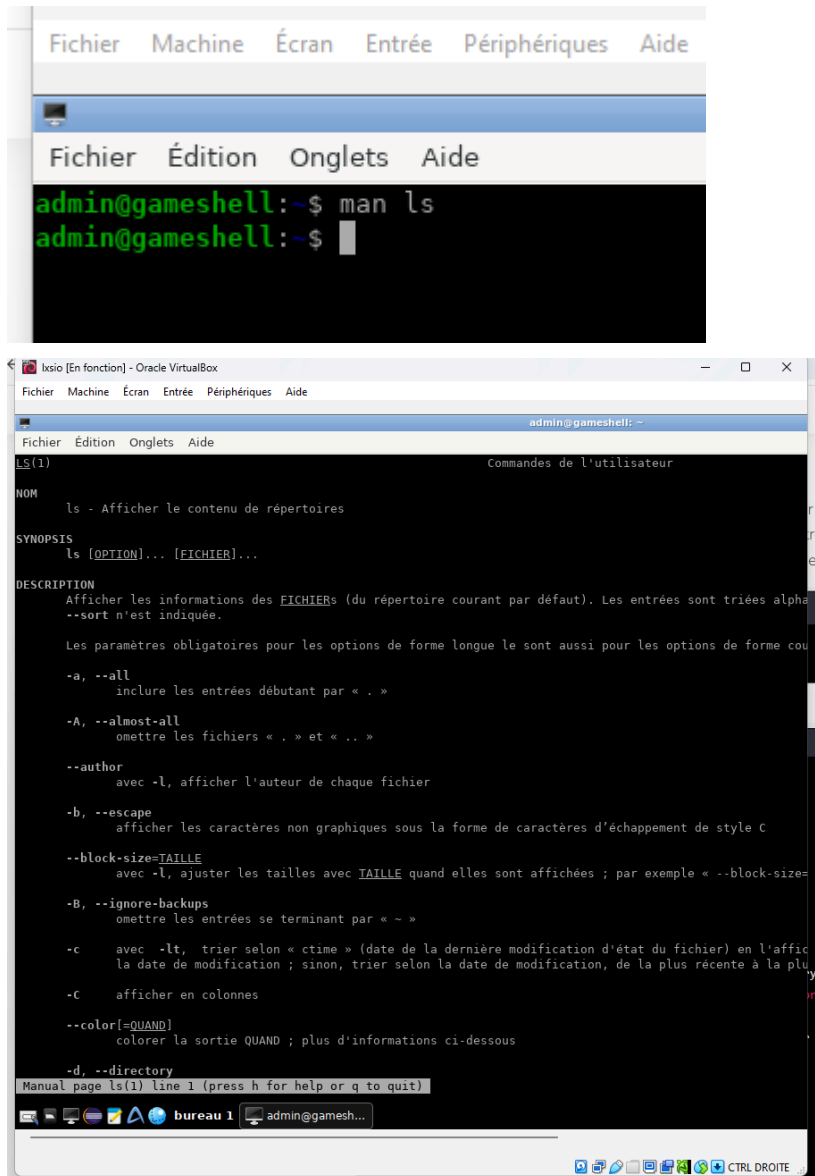 Fichier Machine Écran Entrée Périphériques Aide
Fichier Édition Onglets Aide
admin@gameshell:~$ man ls
admin@gameshell:~$
lxsio [En fonction] - Oracle VirtualBox
Fichier Machine Écran Entrée Périphériques Aide
admin@gameshell: ~
Fichier Édition Onglets Aide
LS(1) Commandes de l'utilisateur
NOM
ls - Afficher le contenu de répertoires
SYNOPSIS
ls [OPTION]... [FICHIER]...
DESCRIPTION
Afficher les informations des FICHIERs (du répertoire courant par défaut). Les entrées sont triées alpha
--sort n'est indiquée.
Les paramètres obligatoires pour les options de forme longue le sont aussi pour les options de forme cou
-a, --all
inclure les entrées débutant par « . »
-A, --almost-all
omettre les fichiers « . » et « .. »
--author
avec -l, afficher l'auteur de chaque fichier
-b, --escape
afficher les caractères non graphiques sous la forme de caractères d’échappement de style C
--block-size=TAILLE
avec -l, ajuster les tailles avec TAILLE quand elles sont affichées ; par exemple « --block-size=
-B, --ignore-backups
omettre les entrées se terminant par « ~ »
-c avec -lt, trier selon « ctime » (date de la dernière modification d'état du fichier) en l'affic
la date de modification ; sinon, trier selon la date de modification, de la plus récente à la plu
-C afficher en colonnes
--color[=QUAND]
colorer la sortie QUAND ; plus d'informations ci-dessous
-d, --directory
Manual page ls(1) line 1 (press h for help or q to quit)
bureau 1 admin@gamesh...
CTRL DROITE